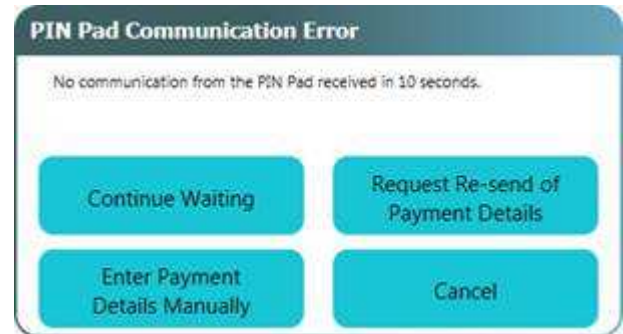 PIN Pad Communication Error
No communication from the PIN Pad received in 10 seconds.
Continue Waiting
Request Re-send of
Payment Details
Enter Payment
Details Manually
Cancel